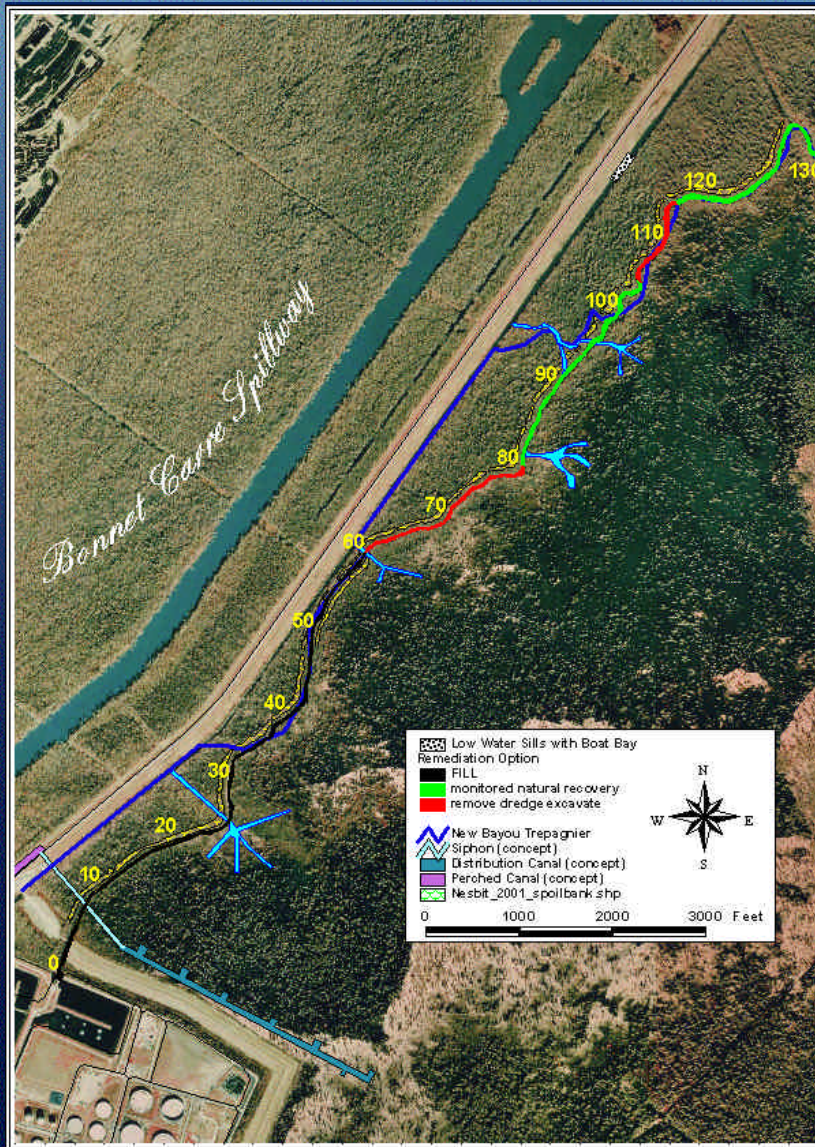 130
120
110
100
90
80
70
60
50
40
30
20
10
0
Bonnet Carre Spillway
Low Water Sills with Boat Bay
Remediation Option
FILL
monitored natural recovery
remove dredge excavate
New Bayou Trepagnier
Siphon (concept)
Distribution Canal (concept)
Perched Canal (concept)
Nesbit_2001_spoilbank.shp
N
W E
S
0 1000 2000 3000 Feet